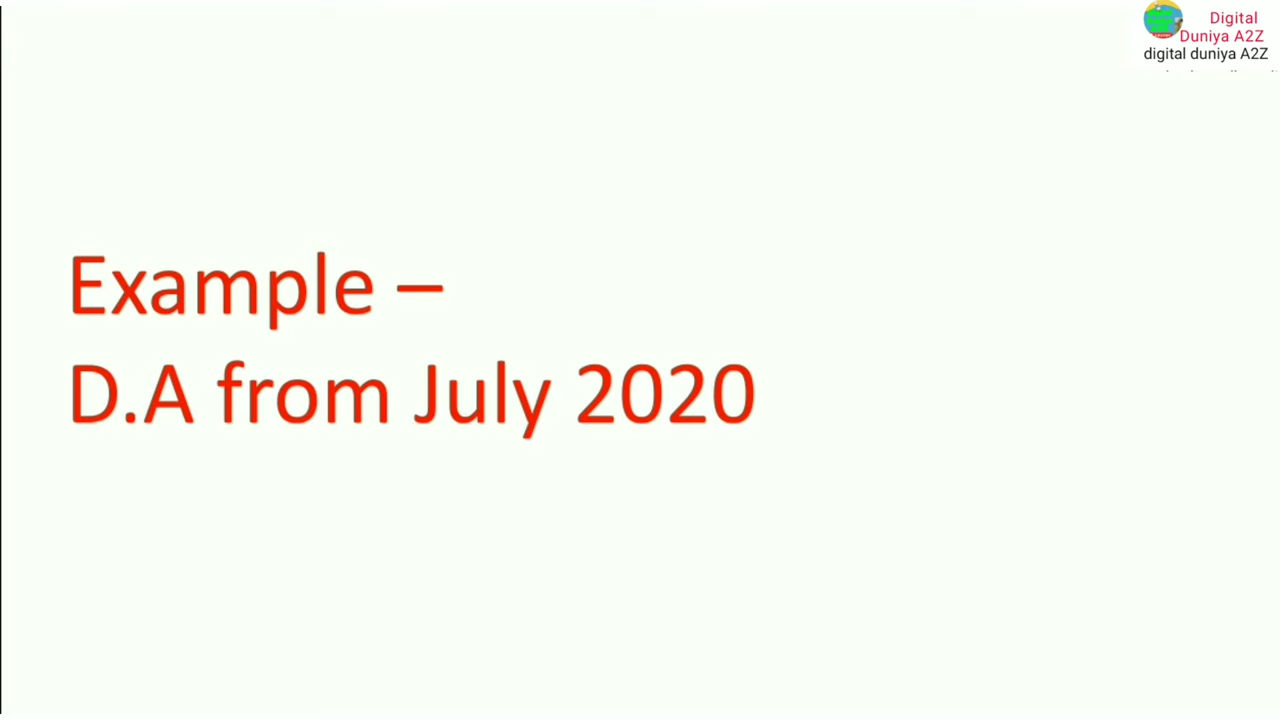 Digital
Duniya A2Z
digital duniya A2Z
Example –
D.A from July 2020